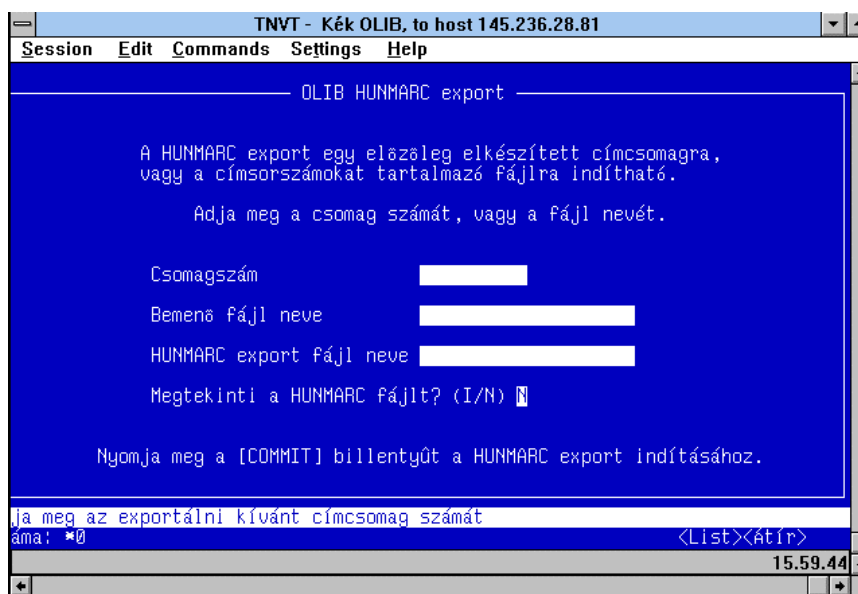 TNVT - Kék OLIB, to host 145.236.28.81
Session Edit Commands Settings Help
OLIB HUNMARC export
A HUNMARC export egy elõzõleg elkészített címcsomagra,
vagy a címsorszámokat tartalmazó fájlra indítható.
Adja meg a csomag számát, vagy a fájl nevét.
Csomagszám
Bemenõ fájl neve
HUNMARC export fájl neve
Megtekinti a HUNMARC fájlt? (I/N) N
Nyomja meg a [COMMIT] billentyût a HUNMARC export indításához.
ja meg az exportálni kívánt címcsomag számát
áma: *0 <List><Átír>
15.59.44